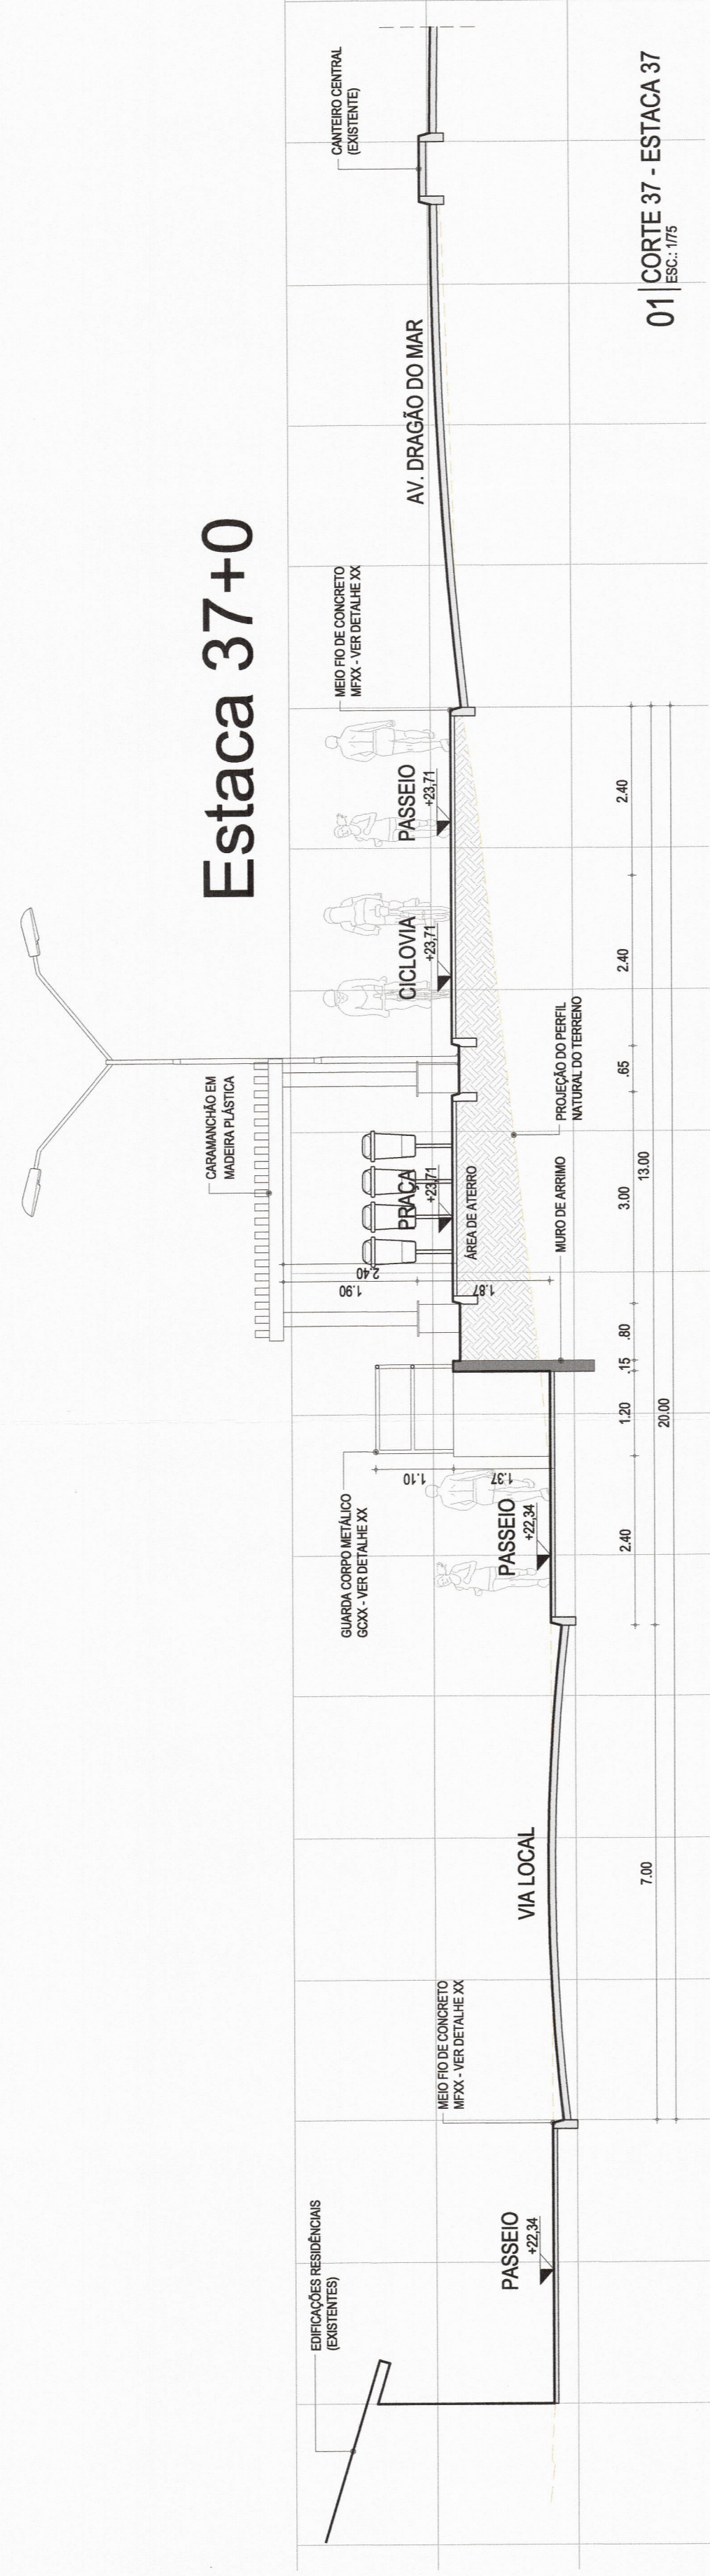 Estaca 37+0
EDIFICAÇÕES RESIDÊNCIAIS
(EXISTENTES)
PASSEIO
+22,34
MEIO FIO DE CONCRETO
MFXX - VER DETALHE XX
VIA LOCAL
GUARDA CORPO METÁLICO
GCXX - VER DETALHE XX
PASSEIO
+22,34
1.10
1.37
CARAMANCHÃO EM
MADEIRA PLÁSTICA
1.90
2.40
1.87
PRAÇA
+23,71
ÁREA DE ATERRO
MURO DE ARRIMO
PROJEÇÃO DO PERFIL
NATURAL DO TERRENO
CICLOVIA
+23,71
PASSEIO
+23,71
MEIO FIO DE CONCRETO
MFXX - VER DETALHE XX
AV. DRAGÃO DO MAR
CANTEIRO CENTRAL
(EXISTENTE)
2.40 1.20 .15 .80 3.00 .65 2.40 2.40
7.00 13.00
20.00
01 CORTE 37 - ESTACA 37
ESC.: 1/75